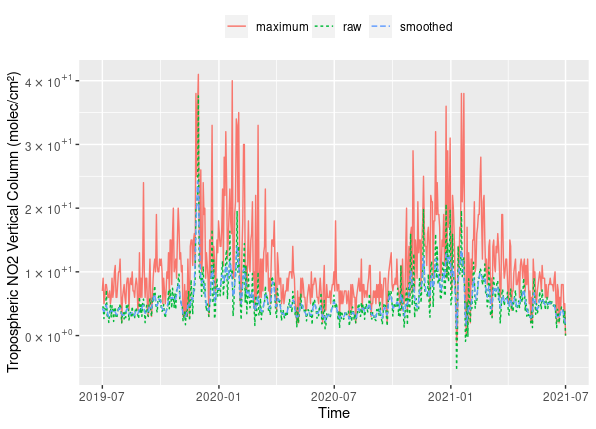 maximum raw smoothed
Tropospheric NO2 Vertical Column (molec/cm²)
4 × 10⁺¹
3 × 10⁺¹
2 × 10⁺¹
1 × 10⁺¹
0 × 10⁺⁰
2019-07 2020-01 2020-07 2021-01 2021-07
Time